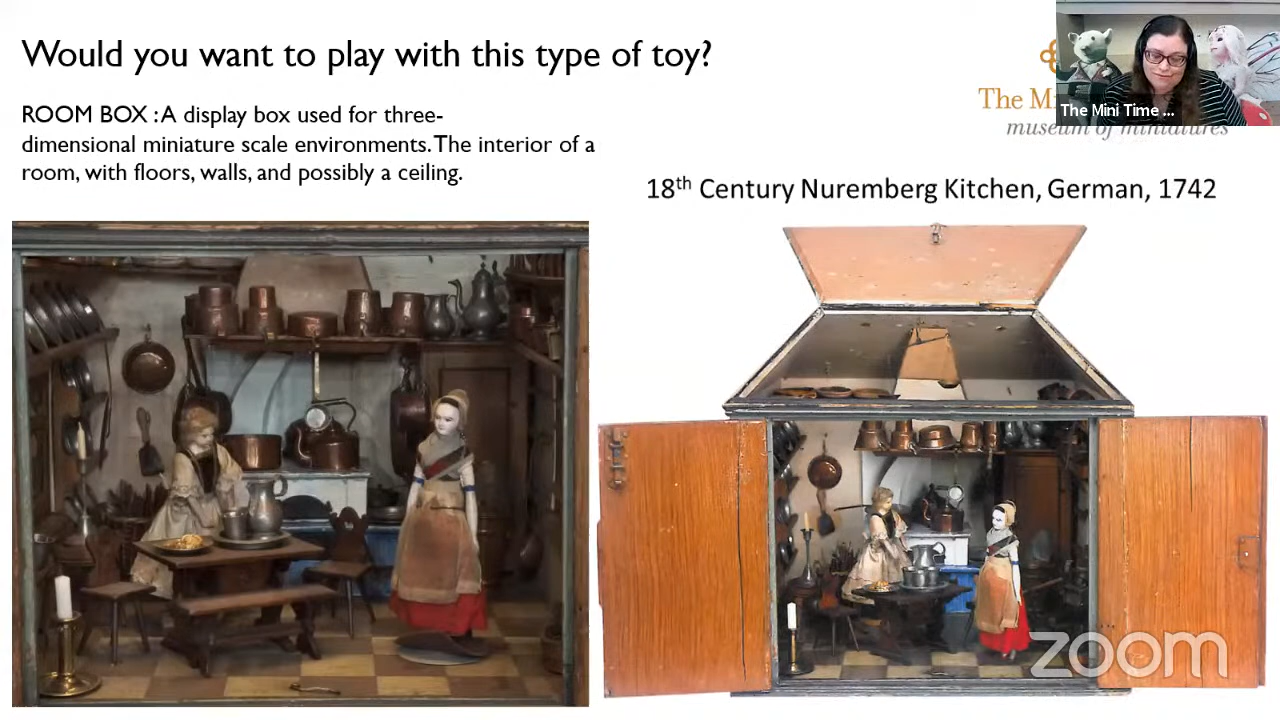 Would you want to play with this type of toy?
ROOM BOX : A display box used for three-
dimensional miniature scale environments. The interior of a
room, with floors, walls, and possibly a ceiling.
The Mi
museum of miniatures
The Mini Time ...
18th Century Nuremberg Kitchen, German, 1742
zoom